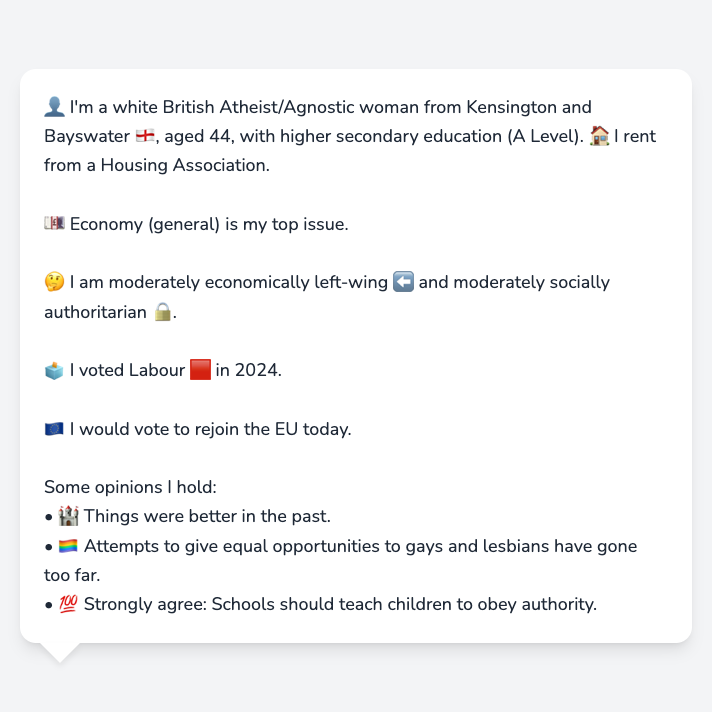 👤 I'm a white British Atheist/Agnostic woman from Kensington and
Bayswater 🏴󠁧󠁢󠁥󠁮󠁧󠁿, aged 44, with higher secondary education (A Level). 🏠 I rent
from a Housing Association.
💷 Economy (general) is my top issue.
🤔 I am moderately economically left-wing ⬅️ and moderately socially
authoritarian 🔒.
🗳️ I voted Labour 🟥 in 2024.
🇪🇺 I would vote to rejoin the EU today.
Some opinions I hold:
• 🏰 Things were better in the past.
• 🏳️‍🌈 Attempts to give equal opportunities to gays and lesbians have gone
too far.
• 💯 Strongly agree: Schools should teach children to obey authority.